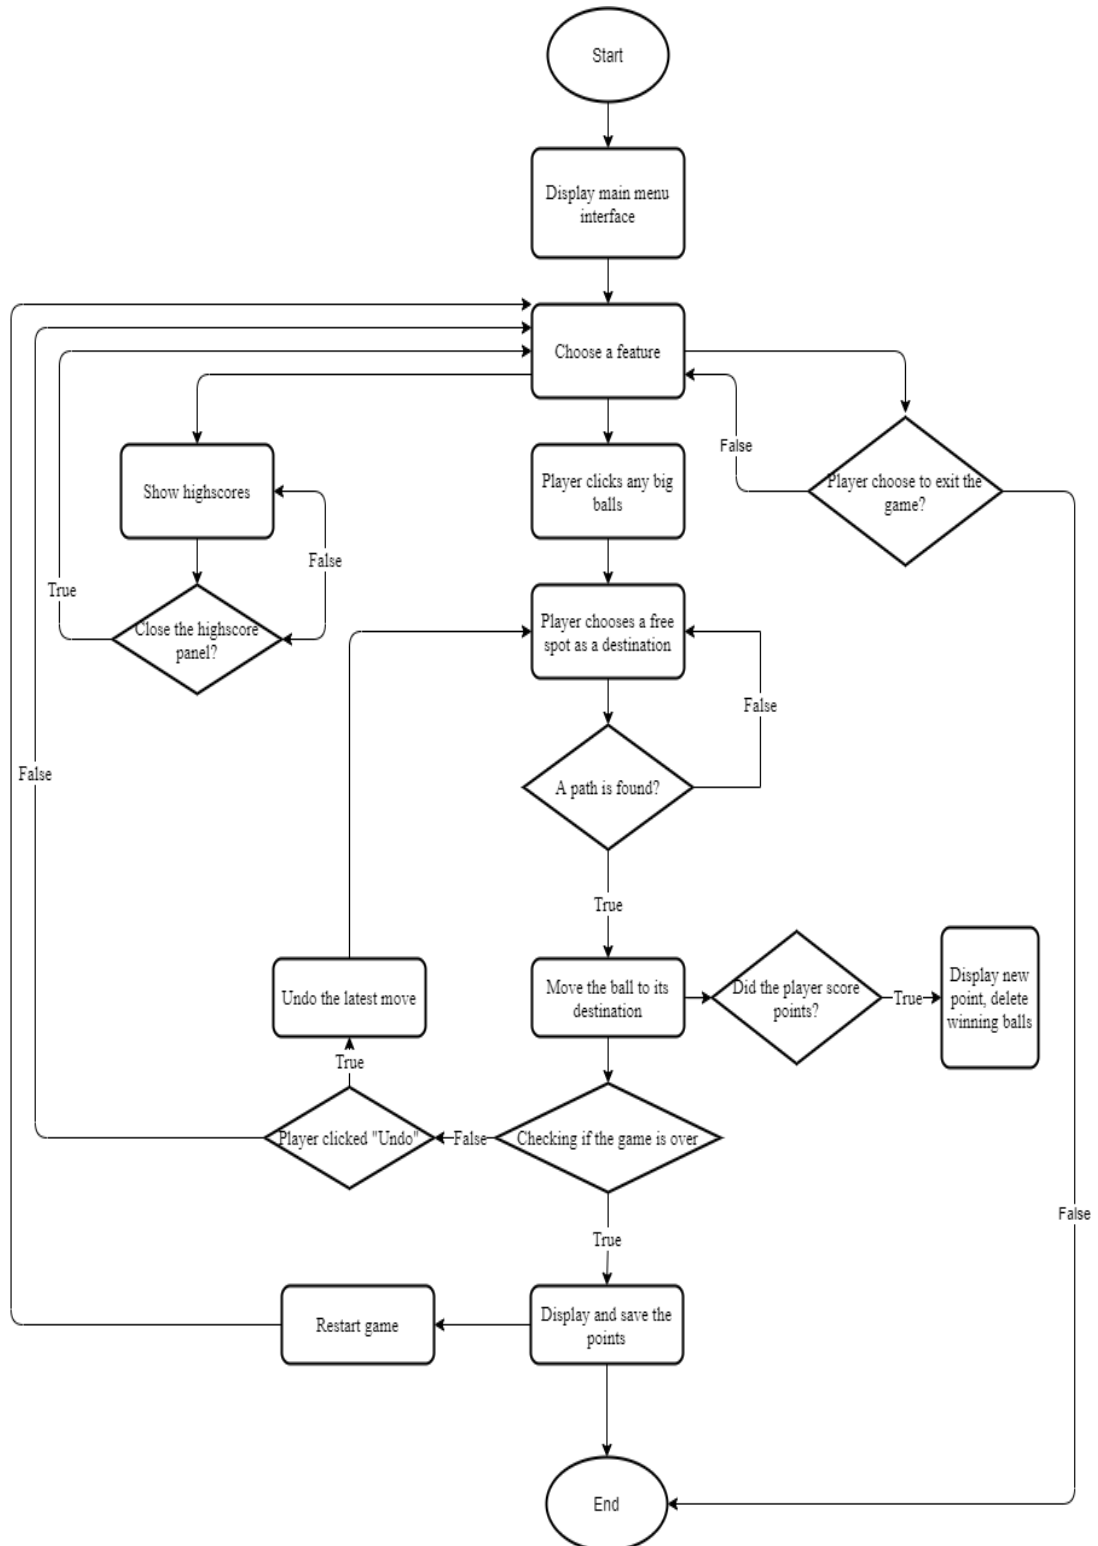 Start
Display main menu
interface
Choose a feature
False
Player clicks any big
balls
Player choose to exit the
game?
Show highscores
False
True
Close the highscore
panel?
Player chooses a free
spot as a destination
False
False
A path is found?
True
Undo the latest move
Move the ball to its
destination
Did the player score
points?
True
Display new
point, delete
winning balls
True
Player clicked "Undo"
False
Checking if the game is over
False
True
Restart game
Display and save the
points
End